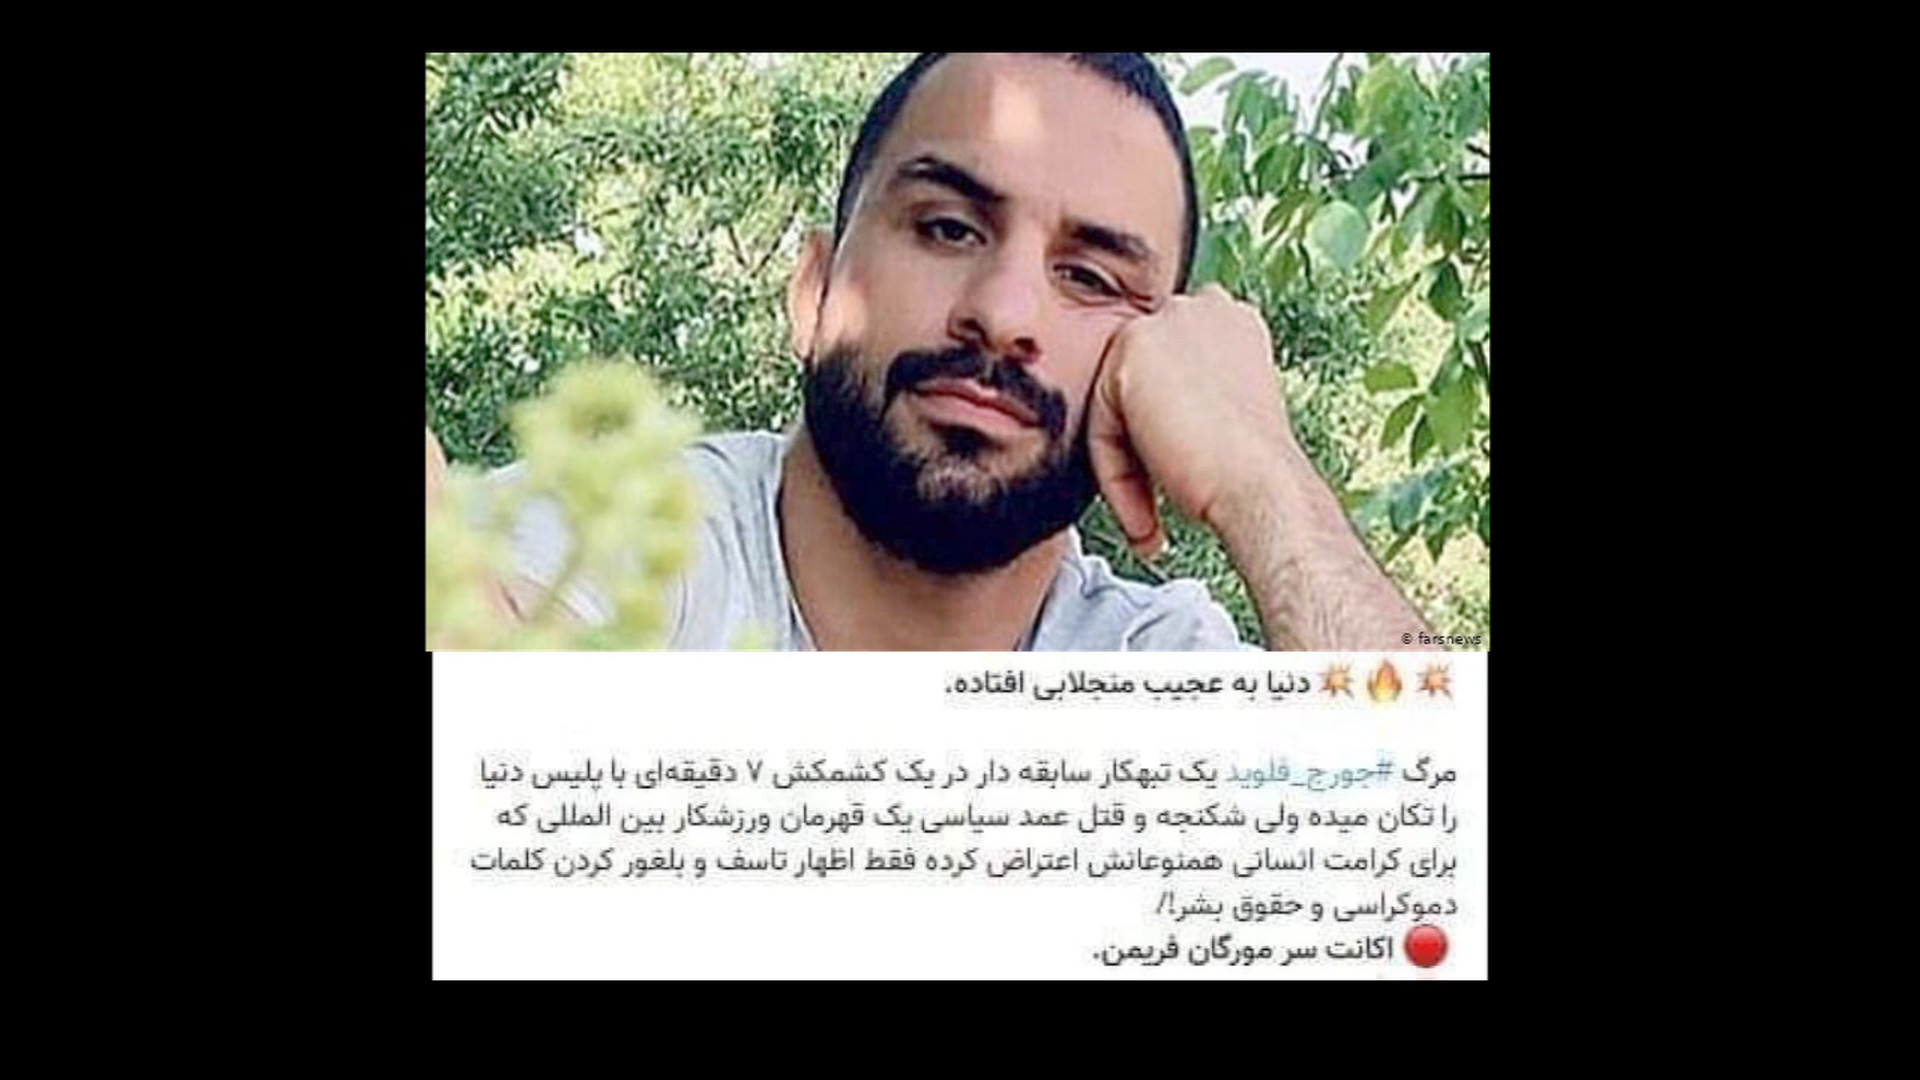 © farsnews
💥🔥💥 دنیا به عجیب منجلابی افتاده.
مرگ #جورج_فلوید یک تبهکار سابقه دار در یک کشمکش ۷ دقیقه‌ای با پلیس دنیا
را تکان میده ولی شکنجه و قتل عمد سیاسی یک قهرمان ورزشکار بین المللی که
برای کرامت انسانی همنوعانش اعتراض کرده فقط اظهار تاسف و بلغور کردن کلمات
دموکراسی و حقوق بشر!/
🔴 اکانت سر مورگان فریمن.